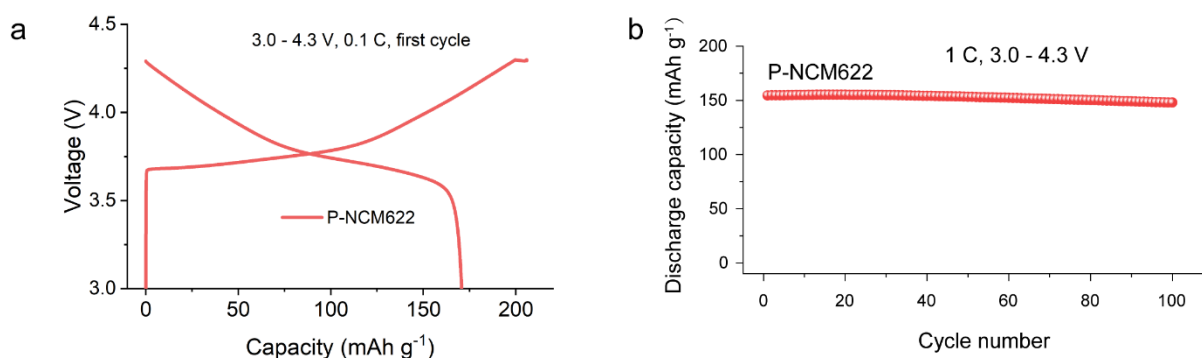 a
3.0 - 4.3 V, 0.1 C, first cycle
4.5
4.0
3.5
3.0
Voltage (V)
P-NCM622
0 50 100 150 200
Capacity (mAh g⁻¹)
b
1 C, 3.0 - 4.3 V
P-NCM622
200
150
100
50
0
Discharge capacity (mAh g⁻¹)
0 20 40 60 80 100
Cycle number